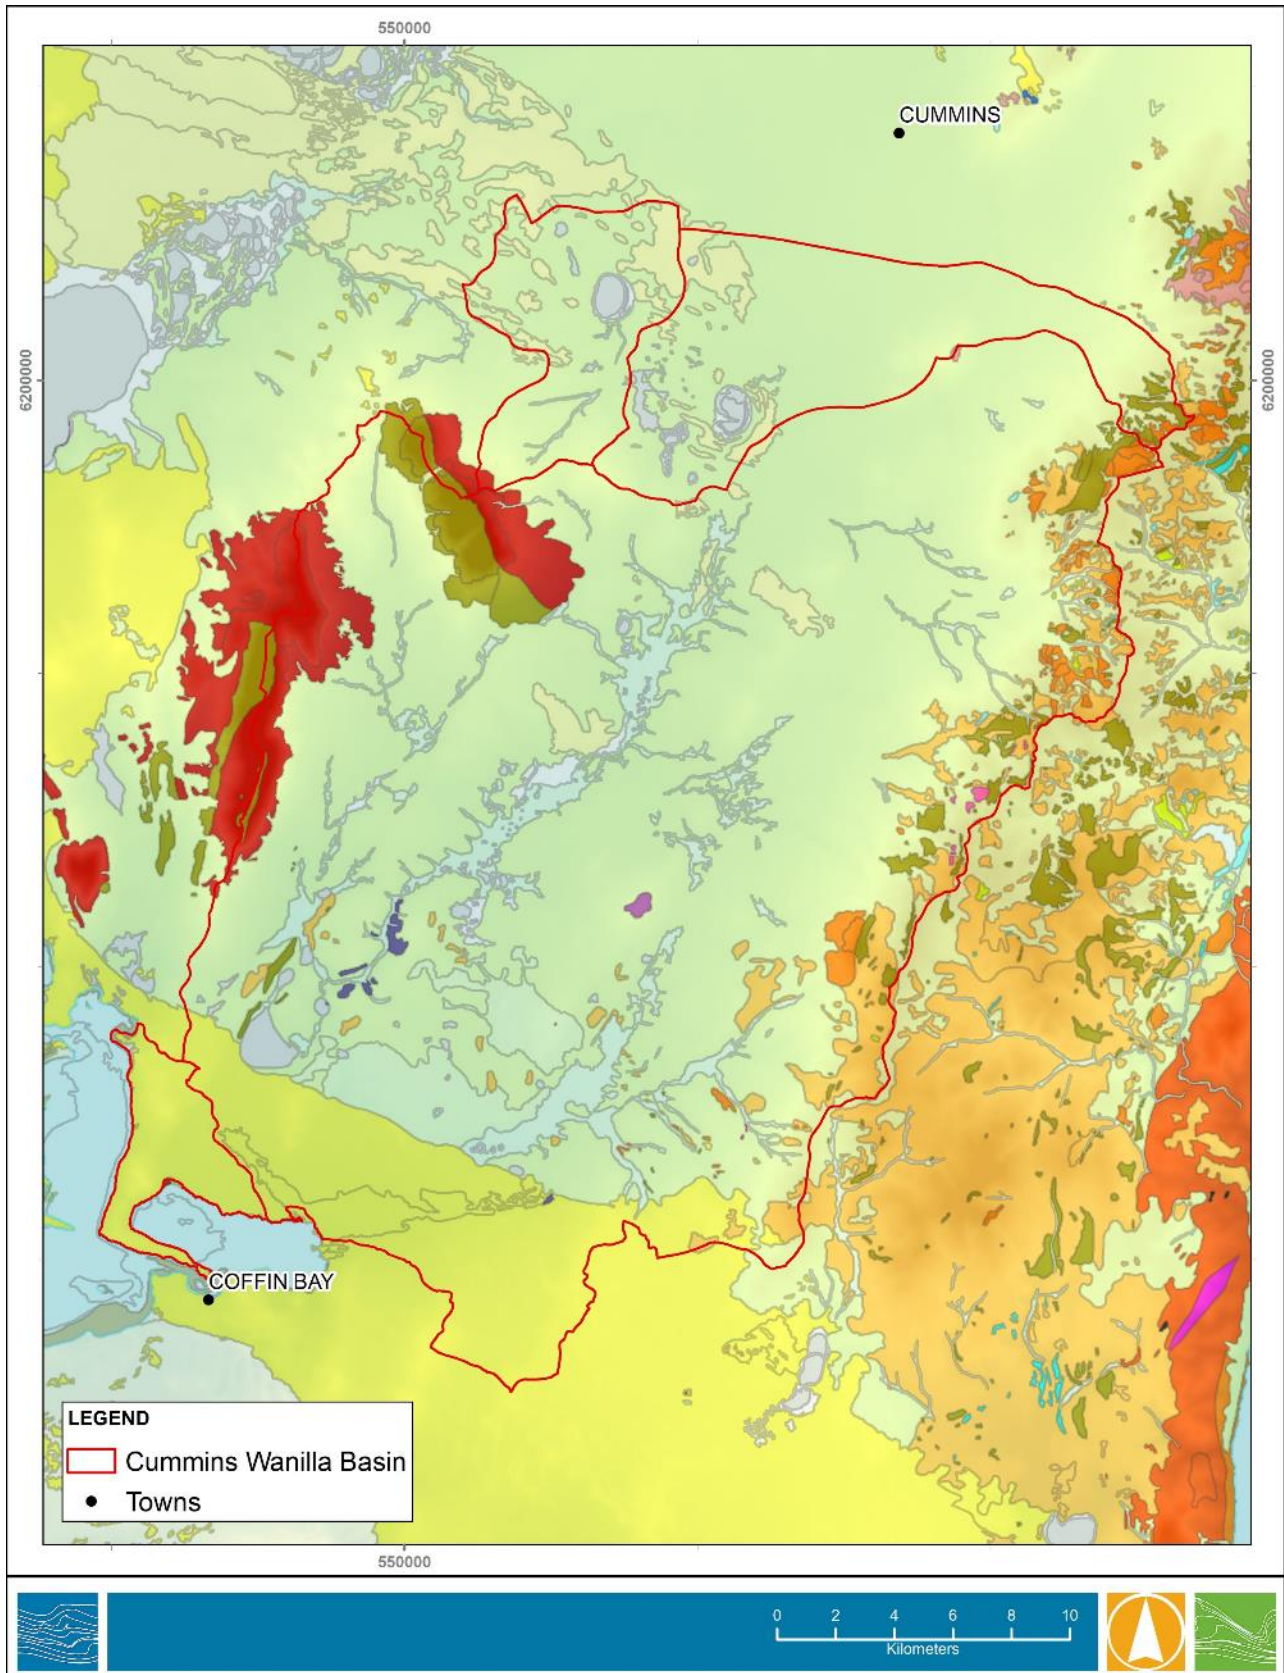 550000
CUMMINS
6200000
6200000
COFFIN BAY
LEGEND
Cummins Wanilla Basin
Towns
550000
0 2 4 6 8 10
Kilometers